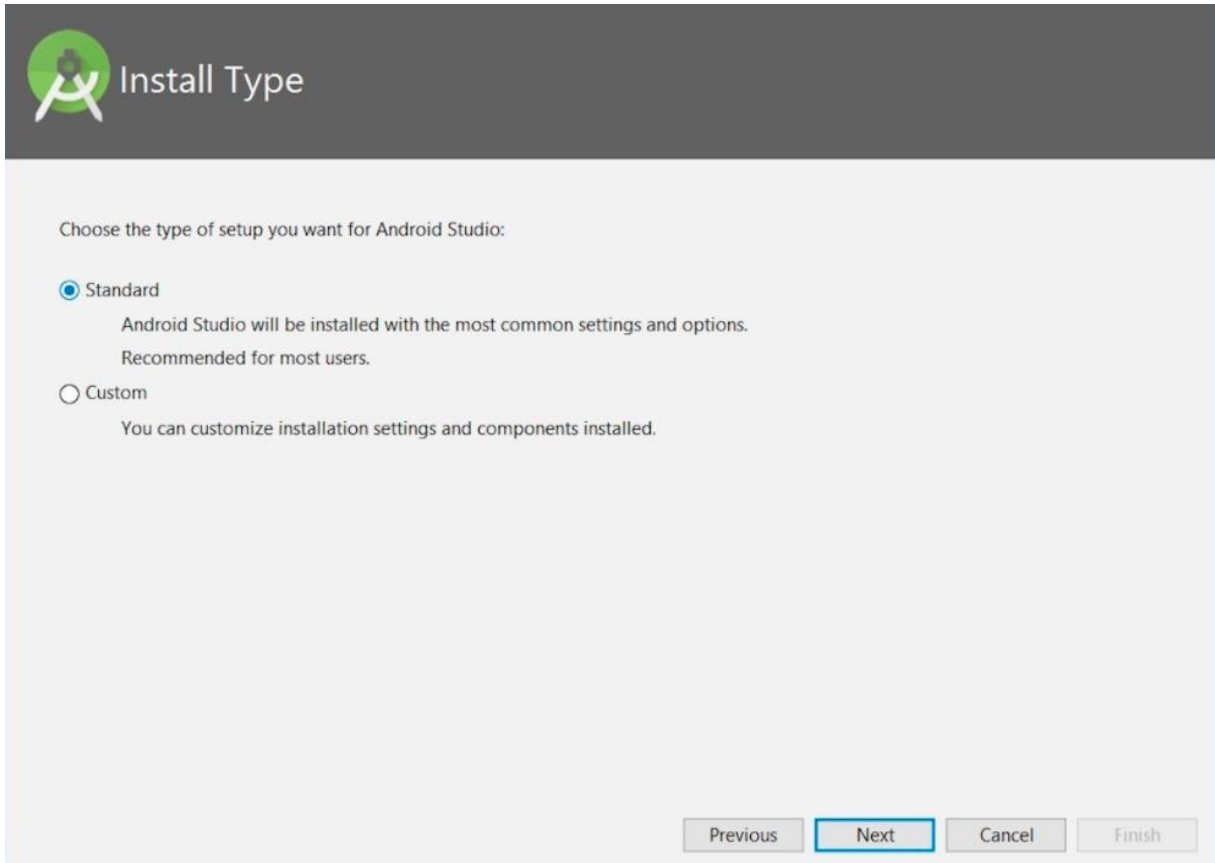 Install Type
Choose the type of setup you want for Android Studio:
Standard
Android Studio will be installed with the most common settings and options.
Recommended for most users.
Custom
You can customize installation settings and components installed.
Previous Next Cancel Finish